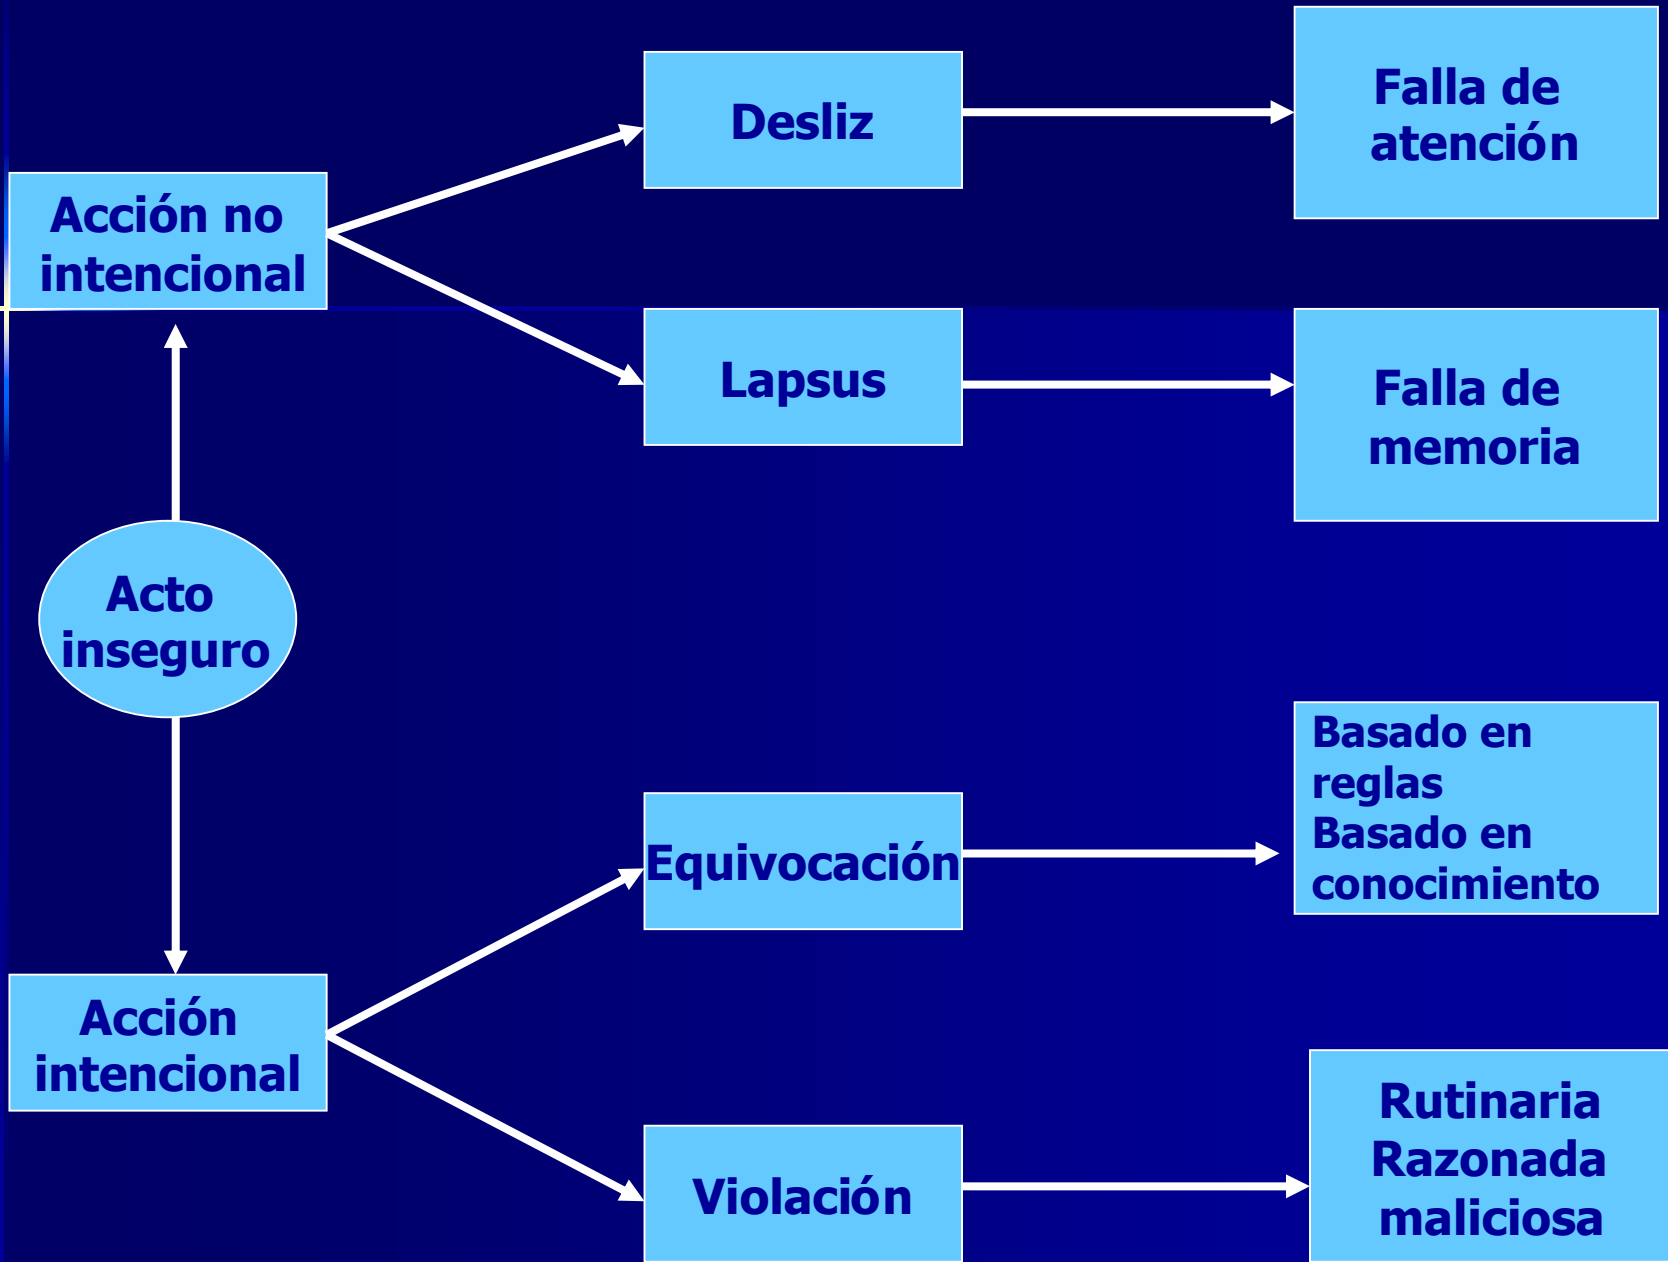 Desliz
Falla de
atención
Acción no
intencional
Lapsus
Falla de
memoria
Acto
inseguro
Equivocación
Basado en
reglas
Basado en
conocimiento
Acción
intencional
Violación
Rutinaria
Razonada
maliciosa